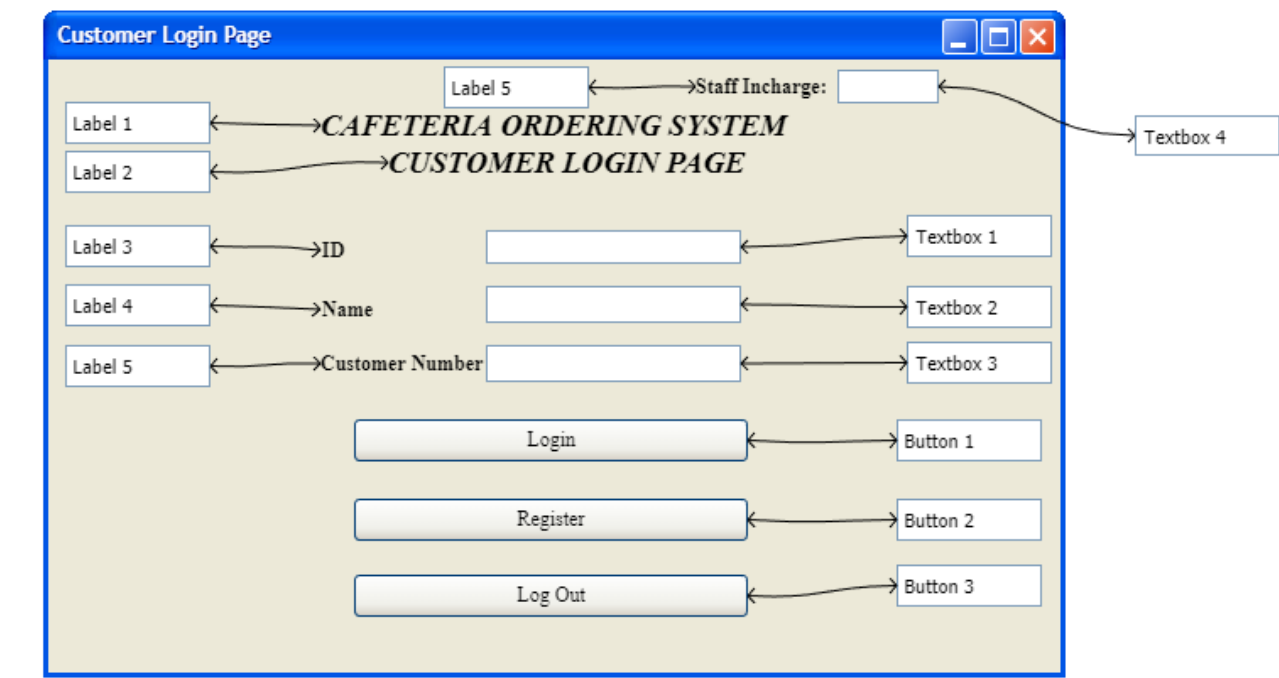 Customer Login Page
Label 5 Staff Incharge:
Label 1 CAFETERIA ORDERING SYSTEM
Textbox 4
Label 2 CUSTOMER LOGIN PAGE
Label 3 ID Textbox 1
Label 4 Name Textbox 2
Label 5 Customer Number Textbox 3
Login Button 1
Register Button 2
Log Out Button 3